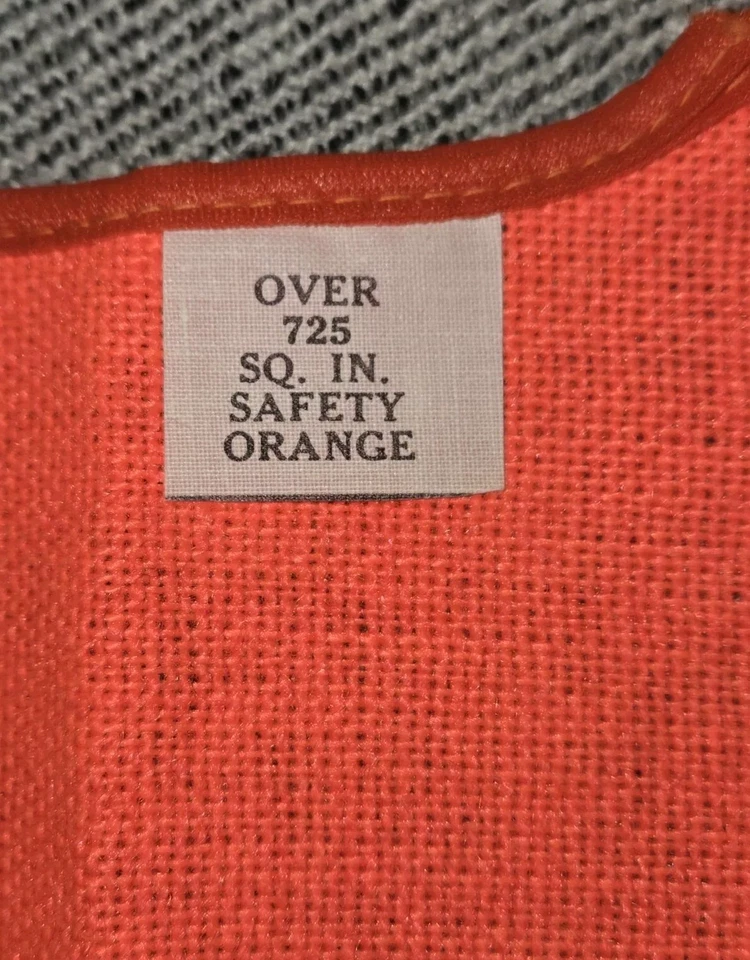 OVER
725
SQ. IN.
SAFETY
ORANGE